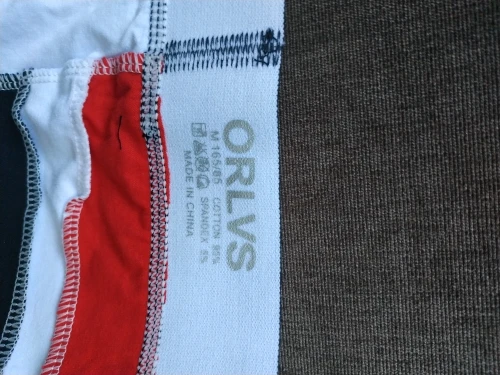 ORLVS
M 165/85 COTTON 95%
SPANDEX 5%
MADE IN CHINA